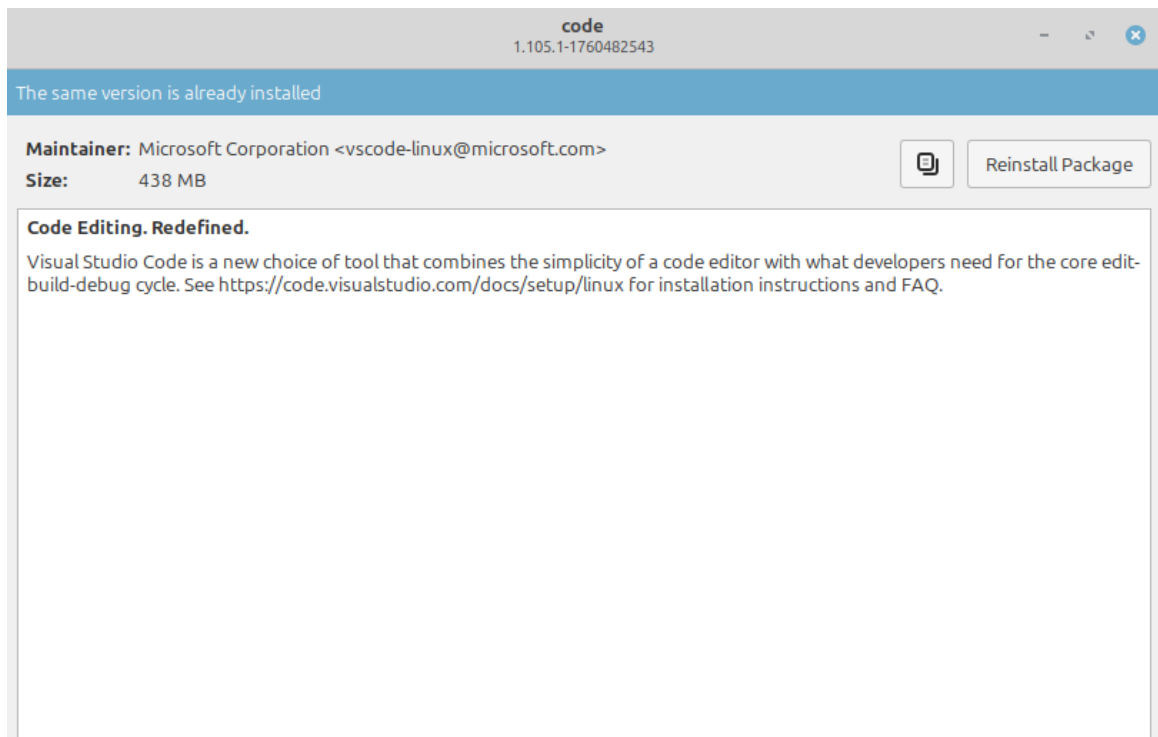 code
1.105.1-1760482543
The same version is already installed
Maintainer: Microsoft Corporation <vscode-linux@microsoft.com>
Reinstall Package
Size: 438 MB
Code Editing. Redefined.
Visual Studio Code is a new choice of tool that combines the simplicity of a code editor with what developers need for the core edit-
build-debug cycle. See https://code.visualstudio.com/docs/setup/linux for installation instructions and FAQ.